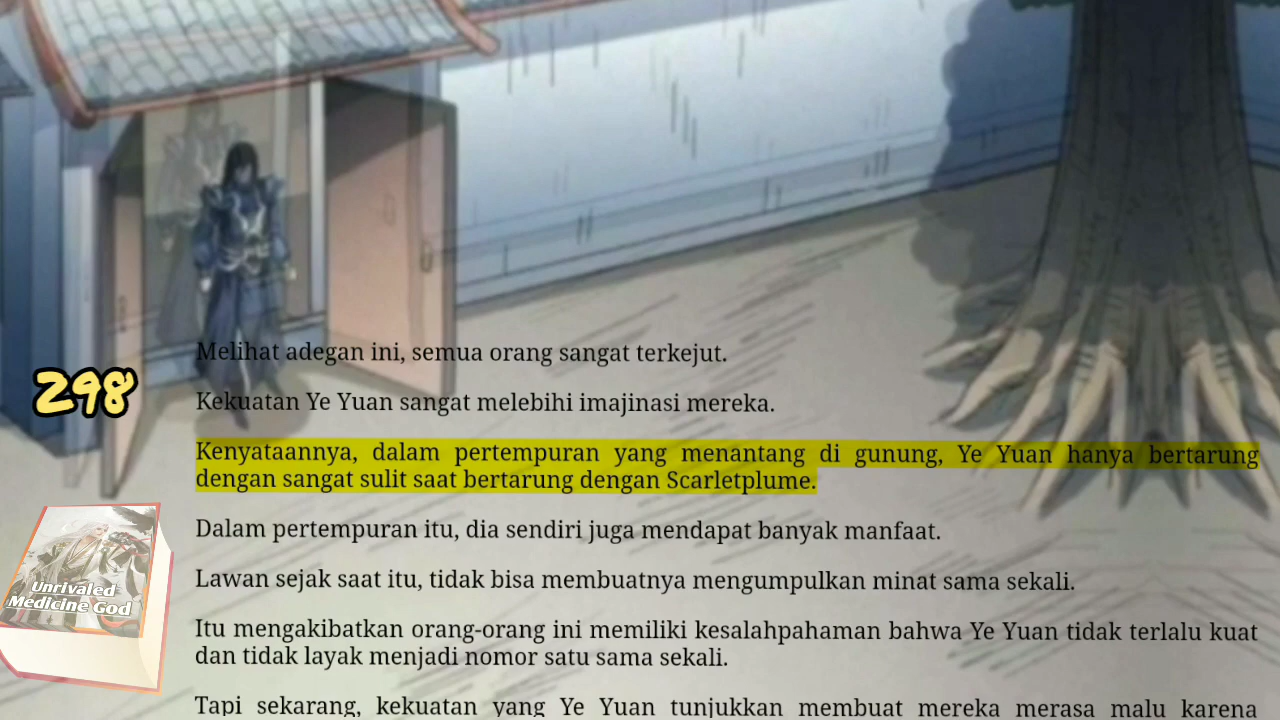 Melihat adegan ini, semua orang sangat terkejut.
298
Kekuatan Ye Yuan sangat melebihi imajinasi mereka.
Kenyataannya, dalam pertempuran yang menantang di gunung, Ye Yuan hanya bertarung
dengan sangat sulit saat bertarung dengan Scarletplume.
Dalam pertempuran itu, dia sendiri juga mendapat banyak manfaat.
Lawan sejak saat itu, tidak bisa membuatnya mengumpulkan minat sama sekali.
Unrivaled
Medicine God
Itu mengakibatkan orang-orang ini memiliki kesalahpahaman bahwa Ye Yuan tidak terlalu kuat
dan tidak layak menjadi nomor satu sama sekali.
Tapi sekarang, kekuatan yang Ye Yuan tunjukkan membuat mereka merasa malu karena